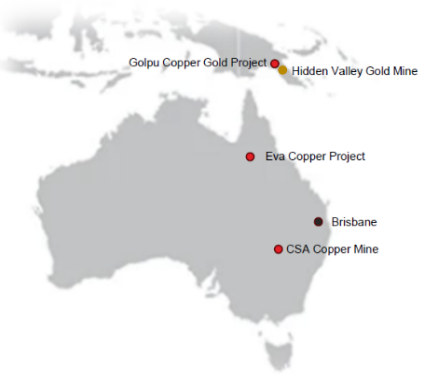 Golpu Copper Gold Project
Hidden Valley Gold Mine
Eva Copper Project
Brisbane
CSA Copper Mine